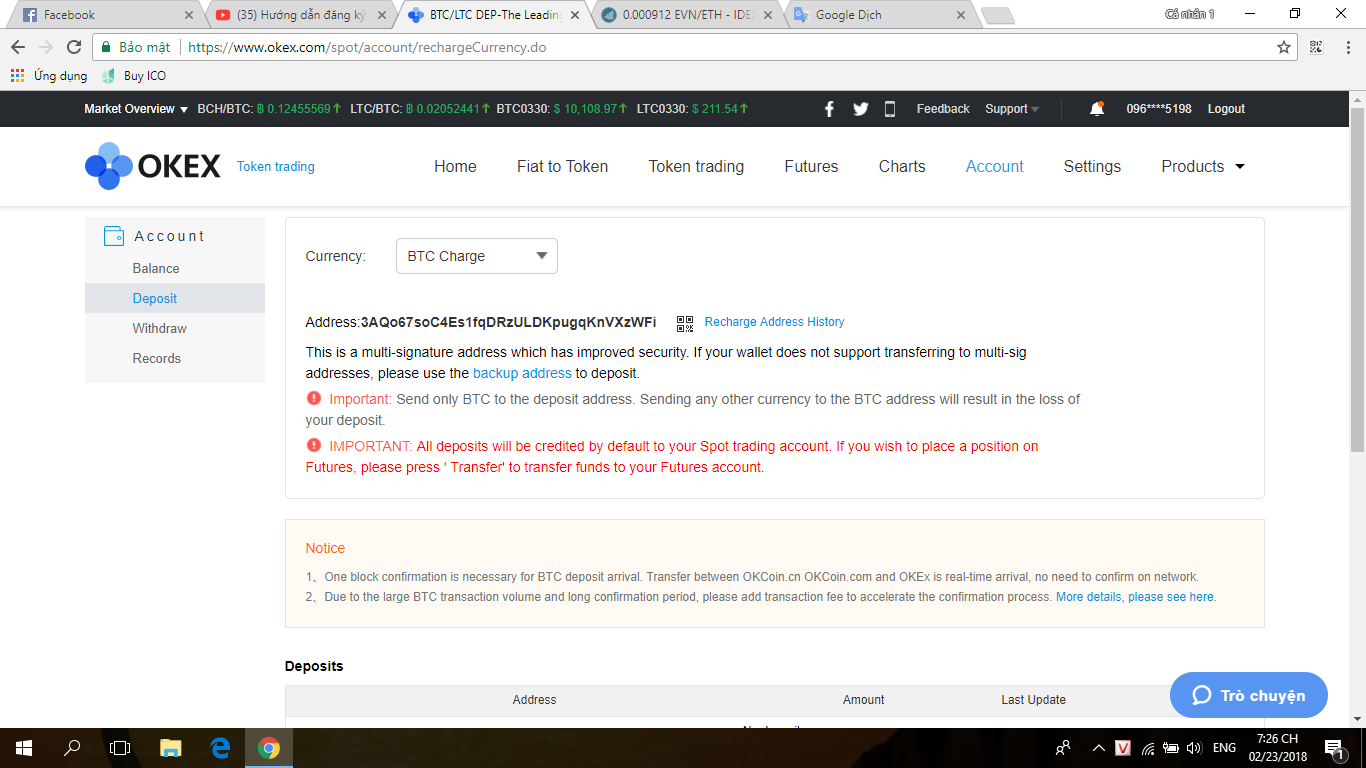 Facebook
(35) Hướng dẫn đăng ký
BTC/LTC DEP-The Leading
0.000912 EVN/ETH - IDEX
Google Dịch
Cá nhân 1
Bảo mật
https://www.okex.com/spot/account/rechargeCurrency.do
Ứng dụng
Buy ICO
Market Overview
BCH/BTC: ฿ 0.12455569↑
LTC/BTC: ฿ 0.02052441↑
BTC0330: $ 10,108.97↑
LTC0330: $ 211.54↑
Feedback
Support
096****5198
Logout
OKEX
Token trading
Home
Fiat to Token
Token trading
Futures
Charts
Account
Settings
Products
Account
Balance
Deposit
Withdraw
Records
Currency:
BTC Charge
Address:3AQo67soC4Es1fqDRzULDKpugqKnVXzWFi
Recharge Address History
This is a multi-signature address which has improved security. If your wallet does not support transferring to multi-sig
addresses, please use the backup address to deposit.
Important: Send only BTC to the deposit address. Sending any other currency to the BTC address will result in the loss of
your deposit.
IMPORTANT: All deposits will be credited by default to your Spot trading account. If you wish to place a position on
Futures, please press ' Transfer' to transfer funds to your Futures account.
Notice
1、One block confirmation is necessary for BTC deposit arrival. Transfer between OKCoin.cn OKCoin.com and OKEx is real-time arrival, no need to confirm on network.
2、Due to the large BTC transaction volume and long confirmation period, please add transaction fee to accelerate the confirmation process. More details, please see here.
Deposits
Address
Amount
Last Update
Trò chuyện
ENG
7:26 CH
02/23/2018
1